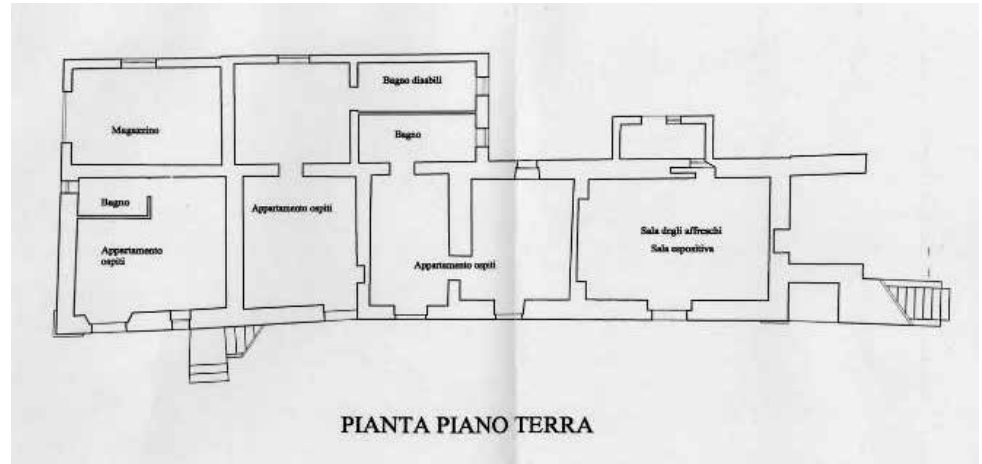 Bagno disabili
Magazzino
Bagno
Bagno
Appartamento ospiti
Appartamento
ospiti
Appartamento ospiti
Sala degli affreschi
Sala espositiva
PIANTA PIANO TERRA